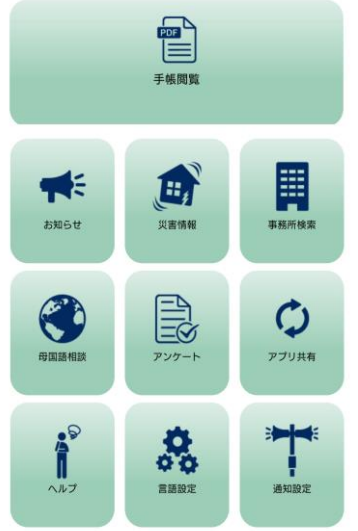 PDF
手帳閲覧
お知らせ
災害情報
事務所検索
母国語相談
アンケート
アプリ共有
ヘルプ
言語設定
通知設定